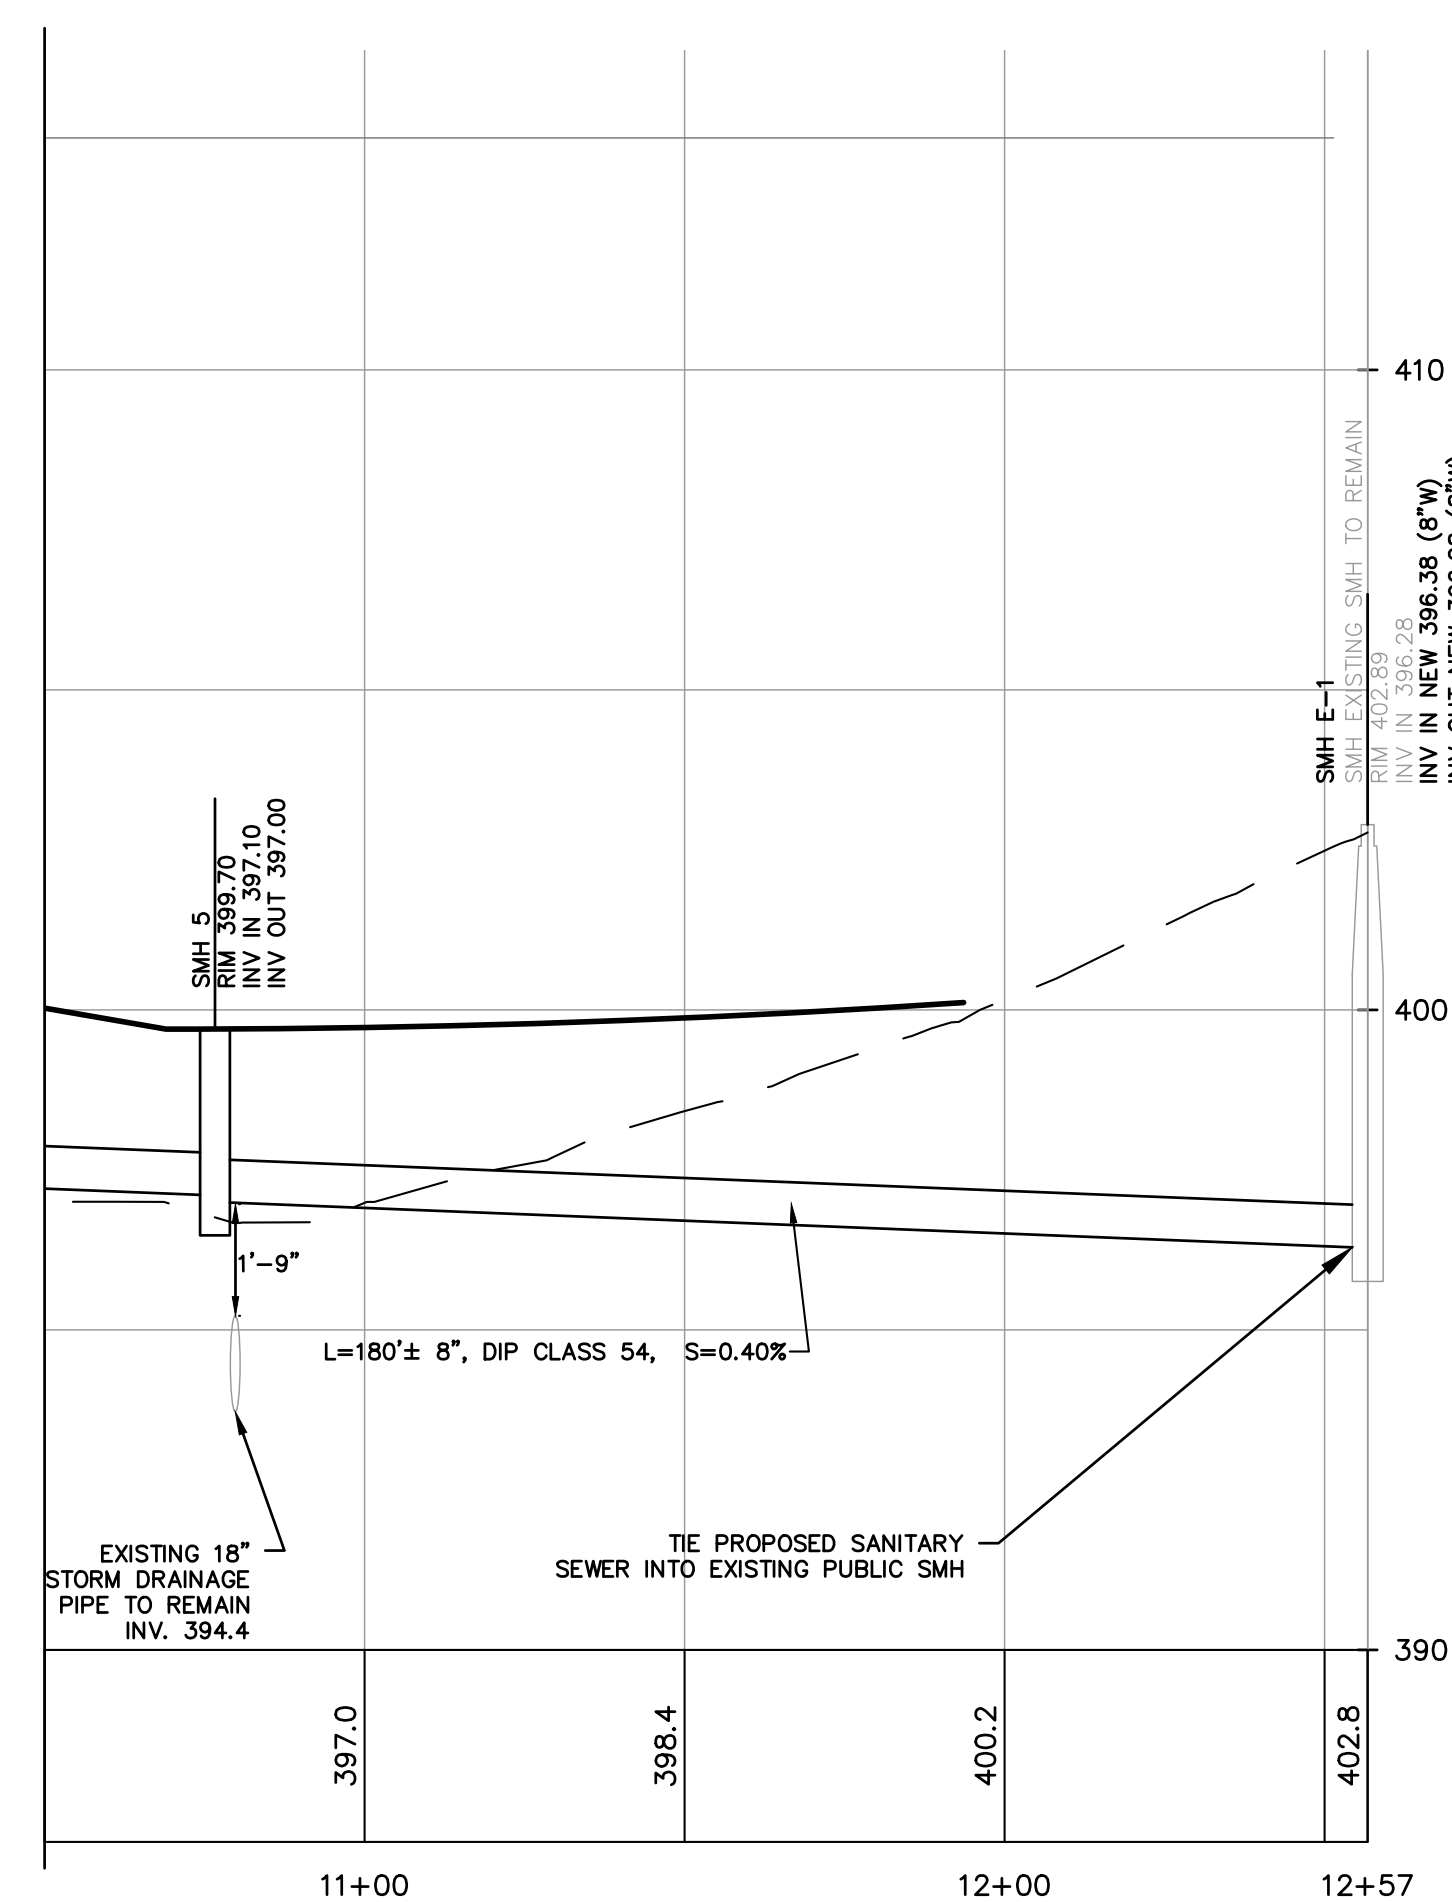 410
SMH E-1
SMH EXISTING SMH TO REMAIN
RIM 402.89
INV IN 396.28
INV IN NEW 396.38 (8"W)
INV OUT NEW
SMH 5
RIM 399.70
INV IN 397.10
INV OUT 397.00
400
1'-9"
L=180'± 8", DIP CLASS 54, S=0.40%
EXISTING 18"
STORM DRAINAGE
PIPE TO REMAIN
INV. 394.4
TIE PROPOSED SANITARY
SEWER INTO EXISTING PUBLIC SMH
390
397.0
398.4
400.2
402.8
11+00
12+00
12+57